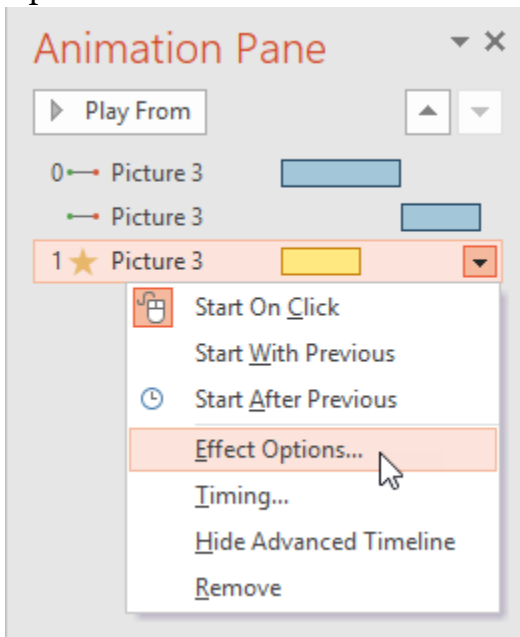 Animation Pane
Play From
0 Picture 3
Picture 3
1 Picture 3
Start On Click
Start With Previous
Start After Previous
Effect Options...
Timing...
Hide Advanced Timeline
Remove